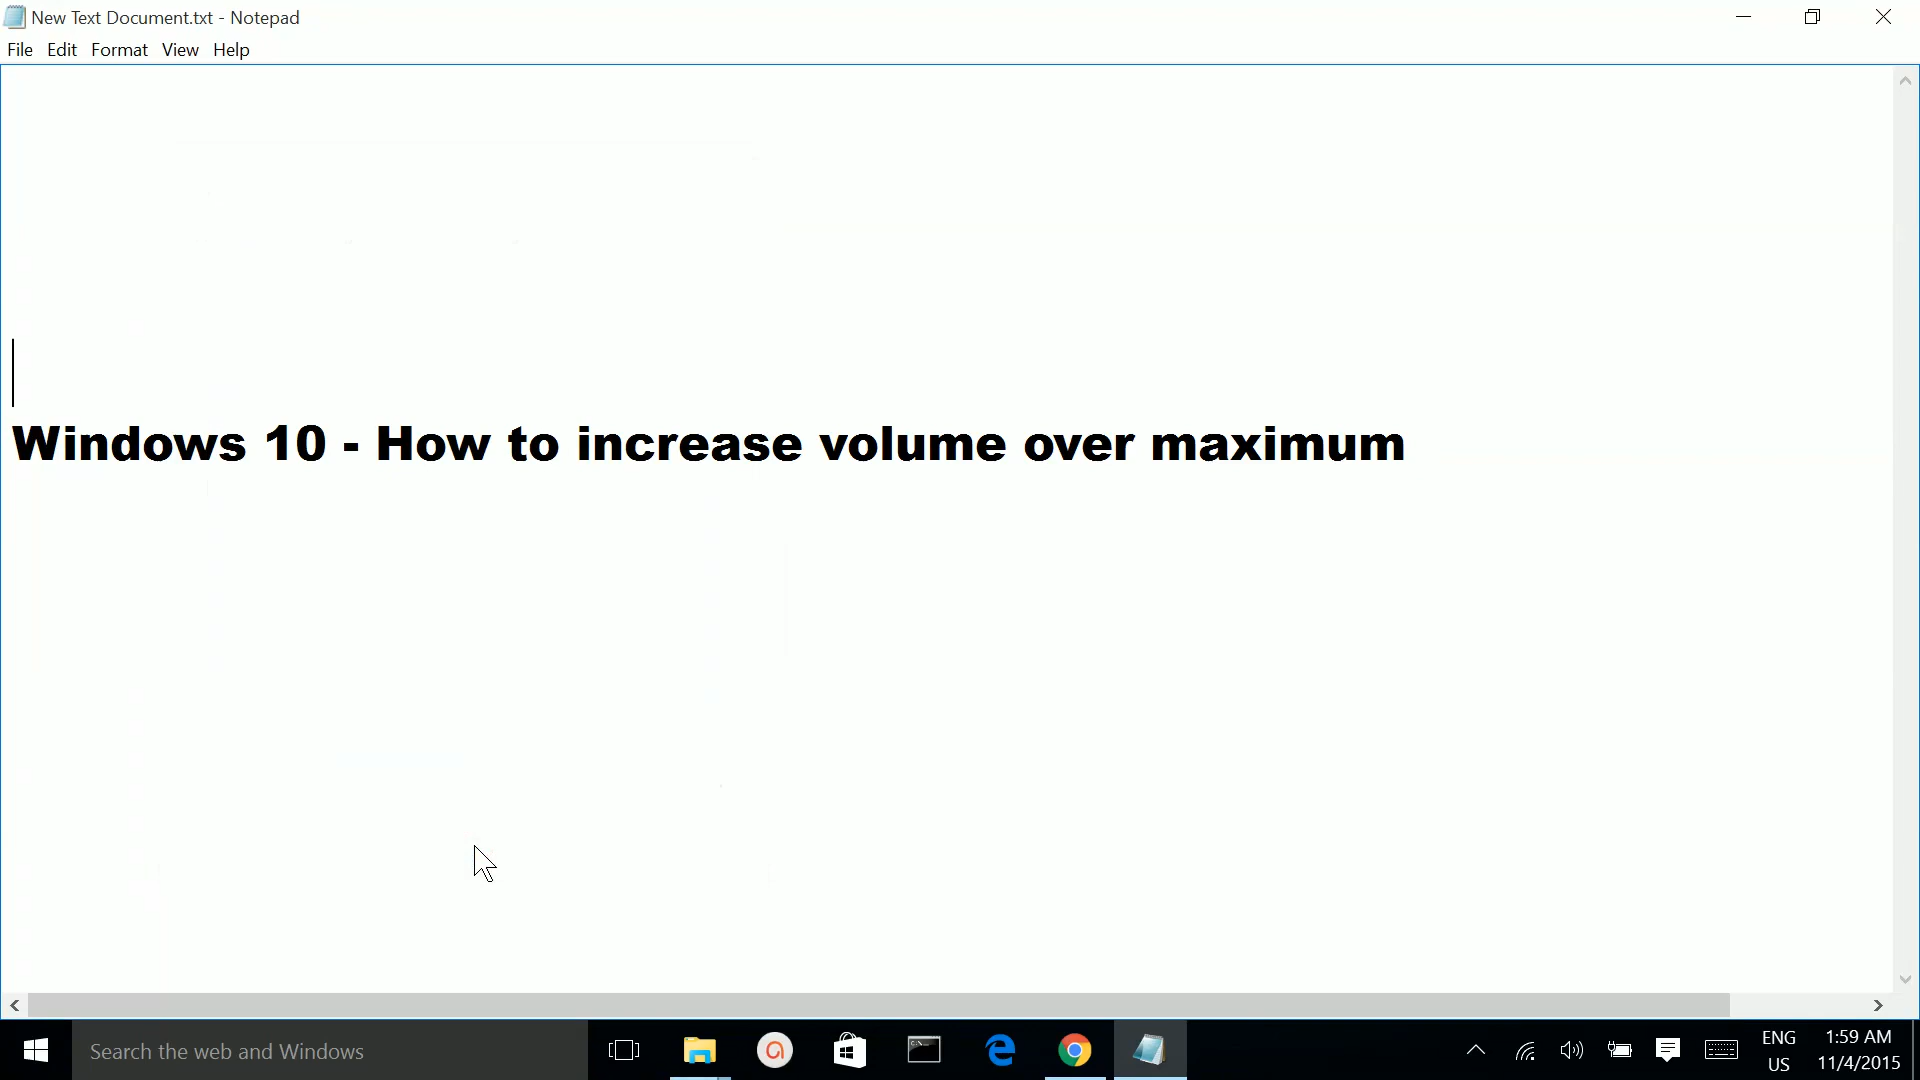 New Text Document.txt - Notepad
File Edit Format View Help
Windows 10 - How to increase volume over maximum
Search the web and Windows
ENG
US
1:59 AM
11/4/2015